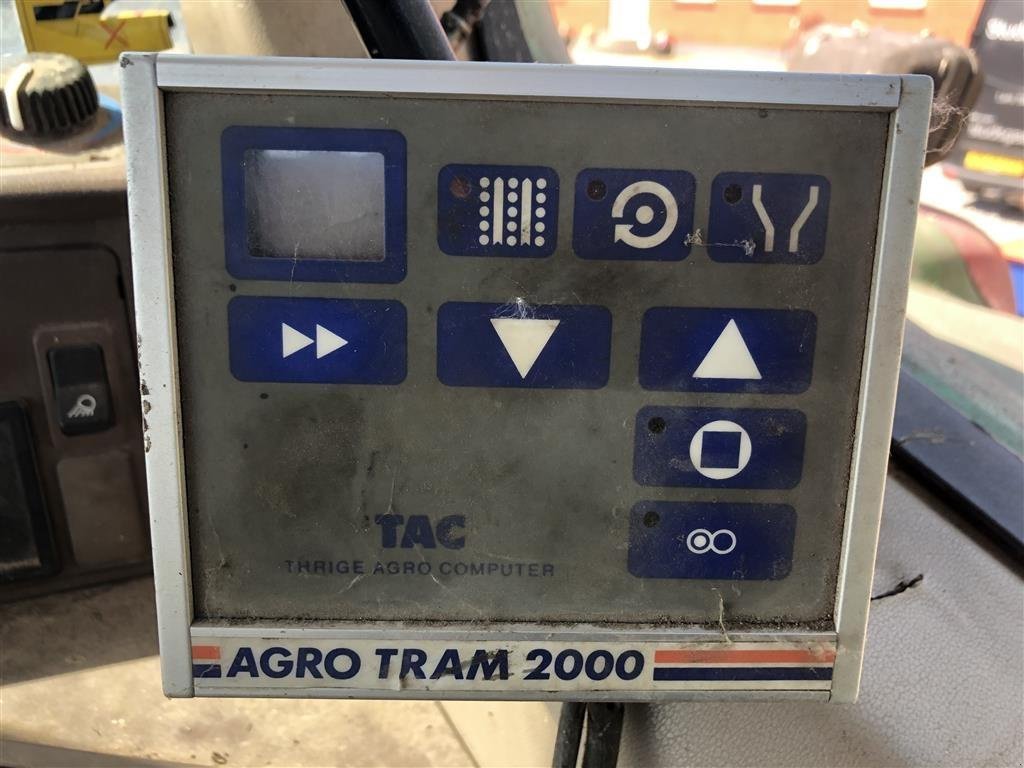 TAC
THRIGE AGRO COMPUTER
AGRO TRAM 2000